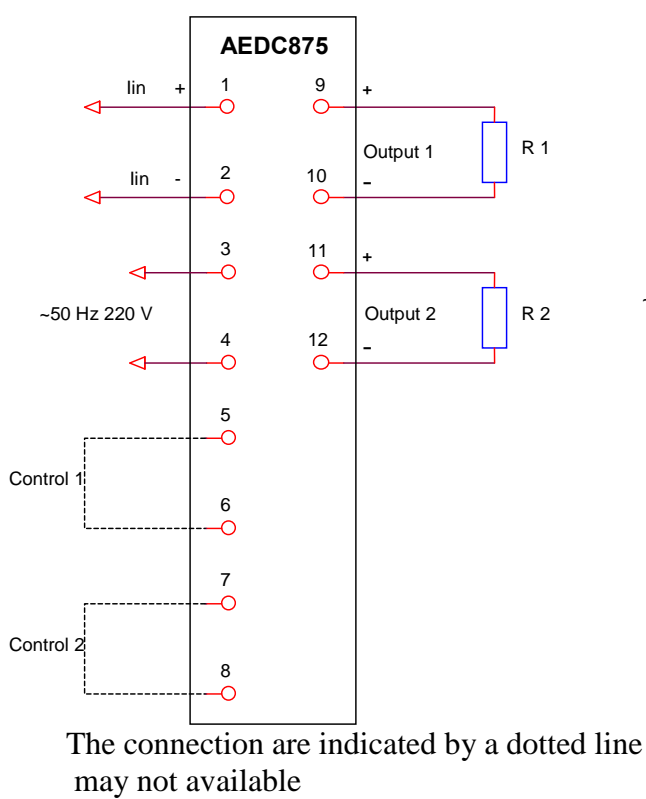 AEDC875
Iin + 1 9 +
Output 1 R 1
Iin - 2 10 -
3 11 +
~50 Hz 220 V Output 2 R 2 ~
4 12 -
5
Control 1
6
7
Control 2
8
The connection are indicated by a dotted line
may not available